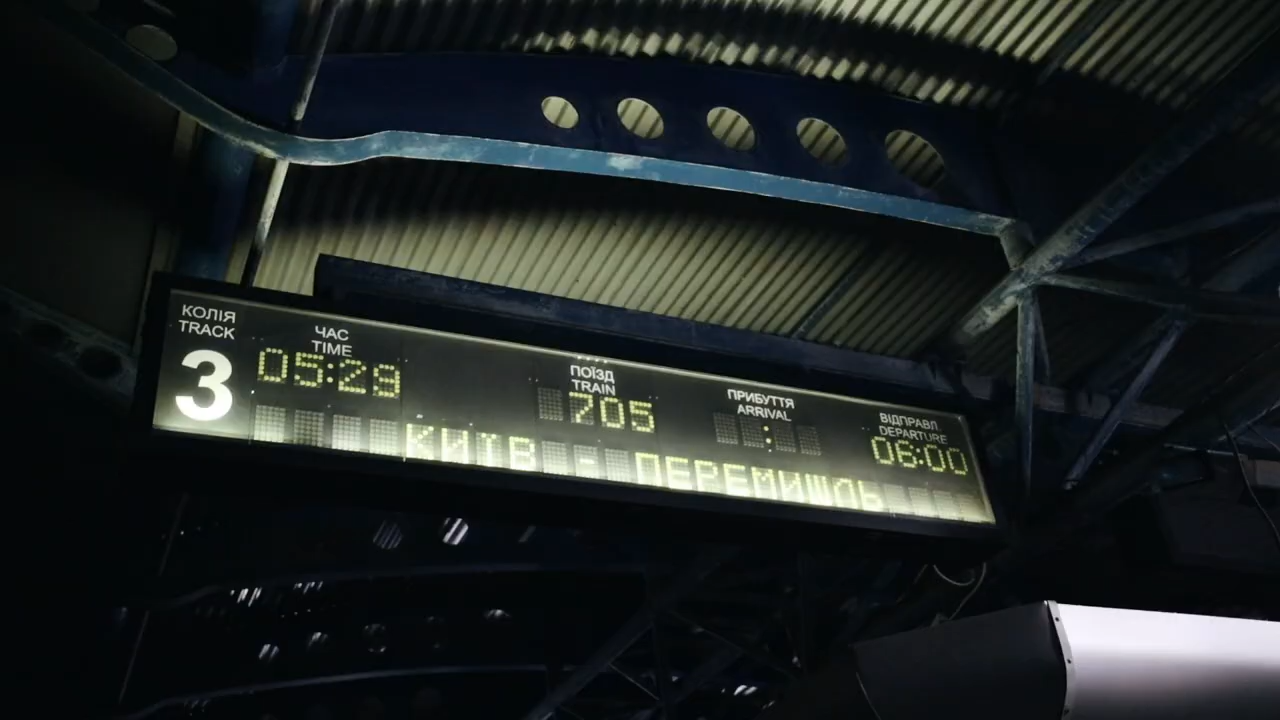 КОЛІЯ
TRACK
3
ЧАС
TIME
05:29
ПОЇЗД
TRAIN
705
ПРИБУТТЯ
ARRIVAL
:
ВІДПРАВЛ.
DEPARTURE
06:00
КИЇВ - ПЕРЕМИШЛЬ